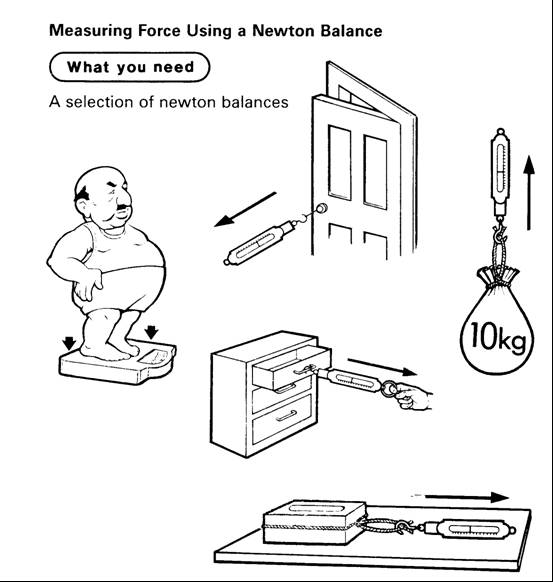 Measuring Force Using a Newton Balance
What you need
A selection of newton balances
10kg